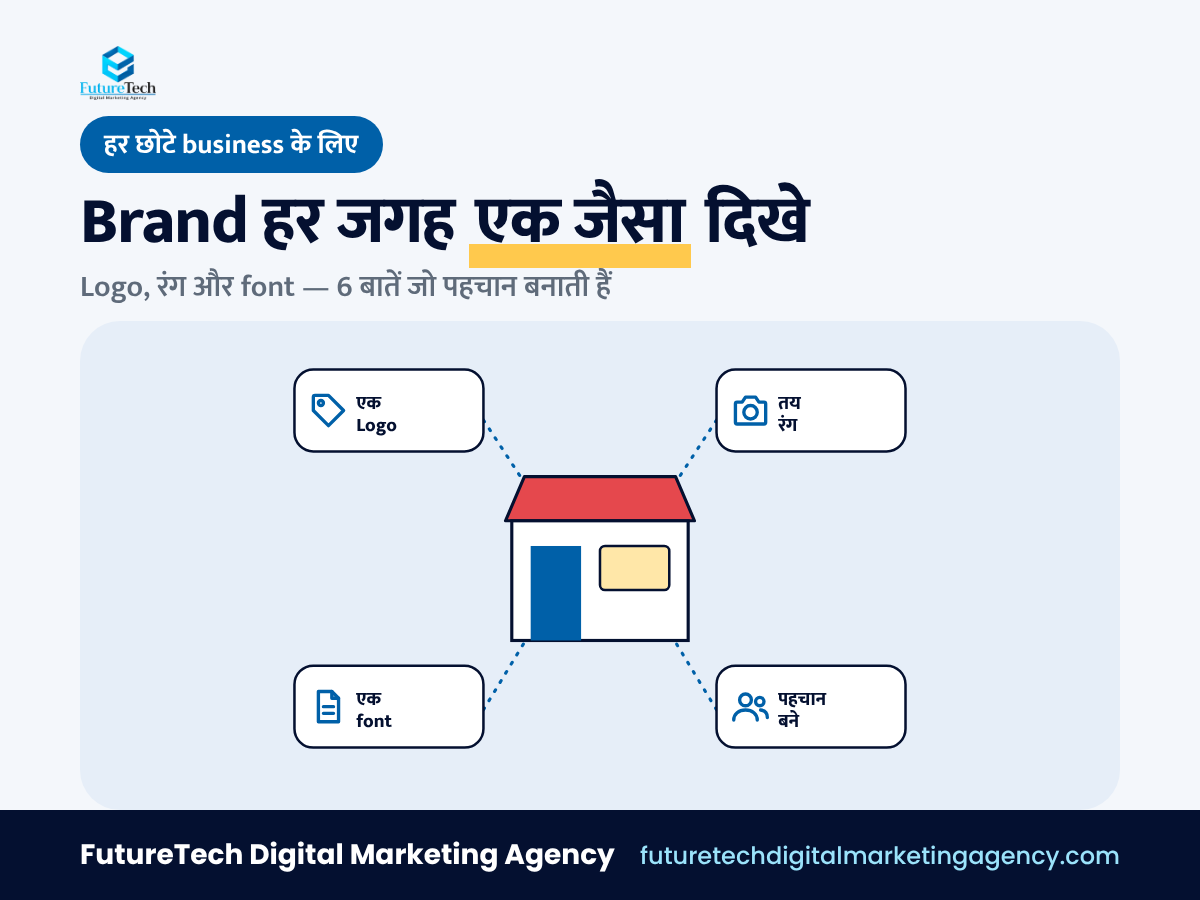 FutureTech
Digital Marketing Agency
हर छोटे business के लिए
Brand हर जगह एक जैसा दिखे
Logo, रंग और font — 6 बातें जो पहचान बनाती हैं
एक
Logo
तय
रंग
एक
font
पहचान
बने
FutureTech Digital Marketing Agency futuretechdigitalmarketingagency.com